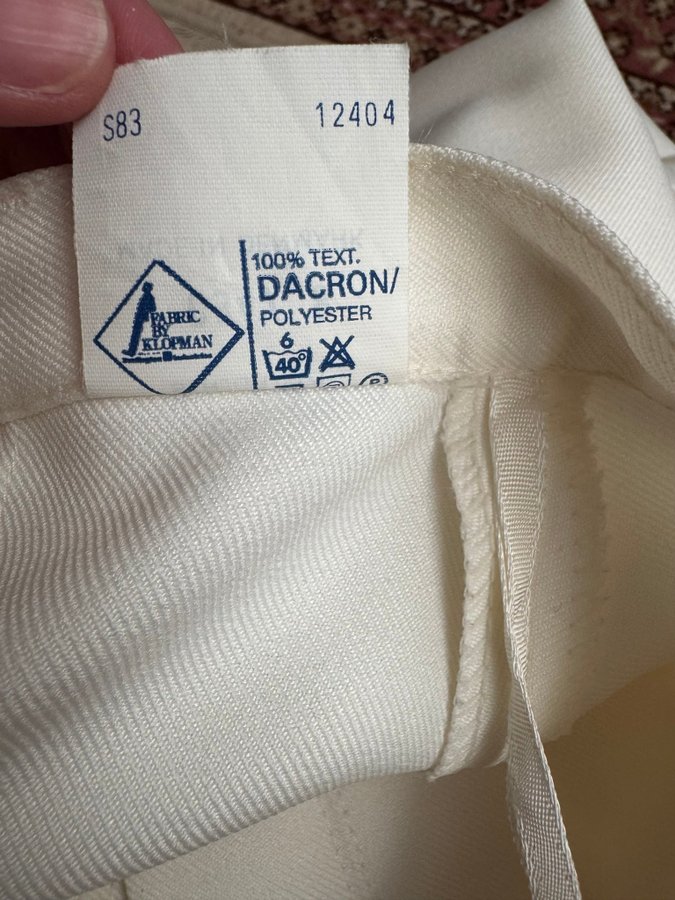 S83 12404
FABRIC
BY
KLOPMAN
100% TEXT.
DACRON/
POLYESTER
6
40°